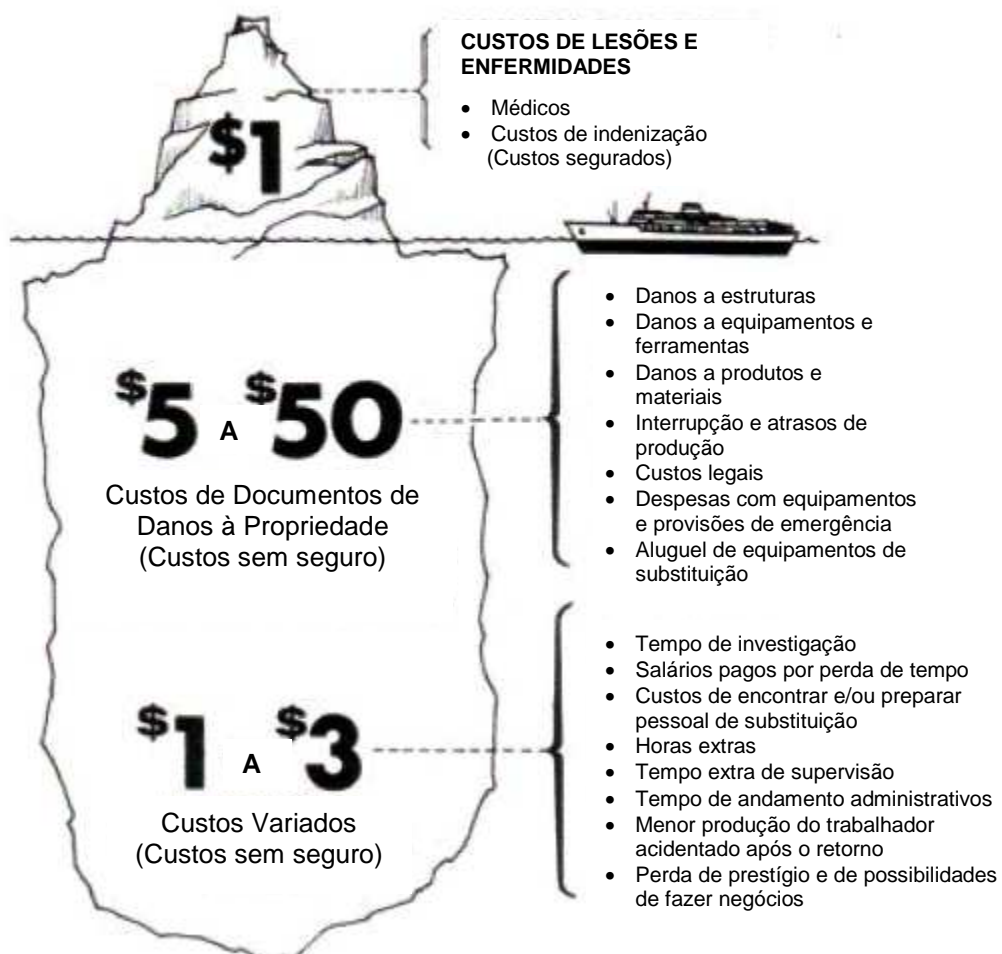 CUSTOS DE LESÕES E
ENFERMIDADES
• Médicos
• Custos de indenização
(Custos segurados)
$1
• Danos a estruturas
• Danos a equipamentos e
ferramentas
• Danos a produtos e
materiais
• Interrupção e atrasos de
produção
• Custos legais
• Despesas com equipamentos
e provisões de emergência
• Aluguel de equipamentos de
substituição
$5 A $50
Custos de Documentos de
Danos à Propriedade
(Custos sem seguro)
• Tempo de investigação
• Salários pagos por perda de tempo
• Custos de encontrar e/ou preparar
pessoal de substituição
• Horas extras
• Tempo extra de supervisão
• Tempo de andamento administrativos
• Menor produção do trabalhador
acidentado após o retorno
• Perda de prestígio e de possibilidades
de fazer negócios
$1 A $3
Custos Variados
(Custos sem seguro)